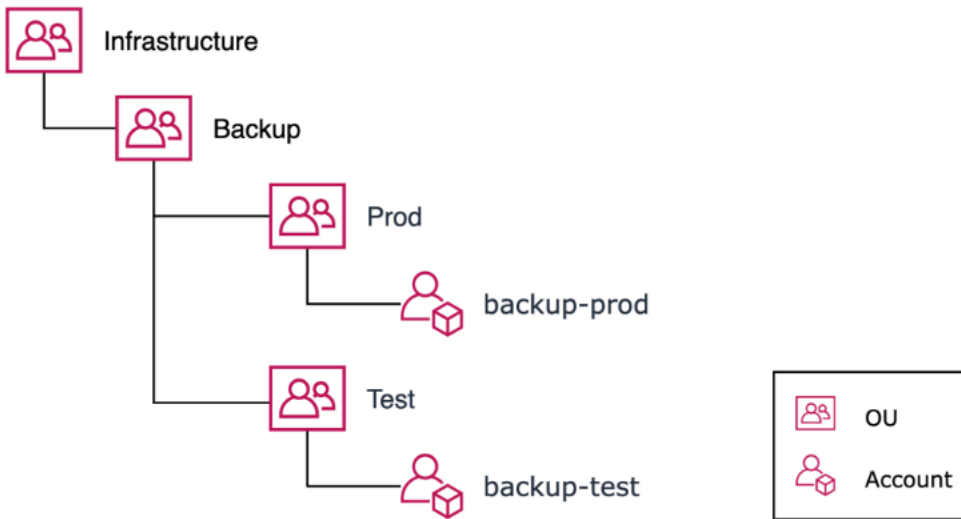 Infrastructure
Backup
Prod
backup-prod
Test
backup-test
OU
Account